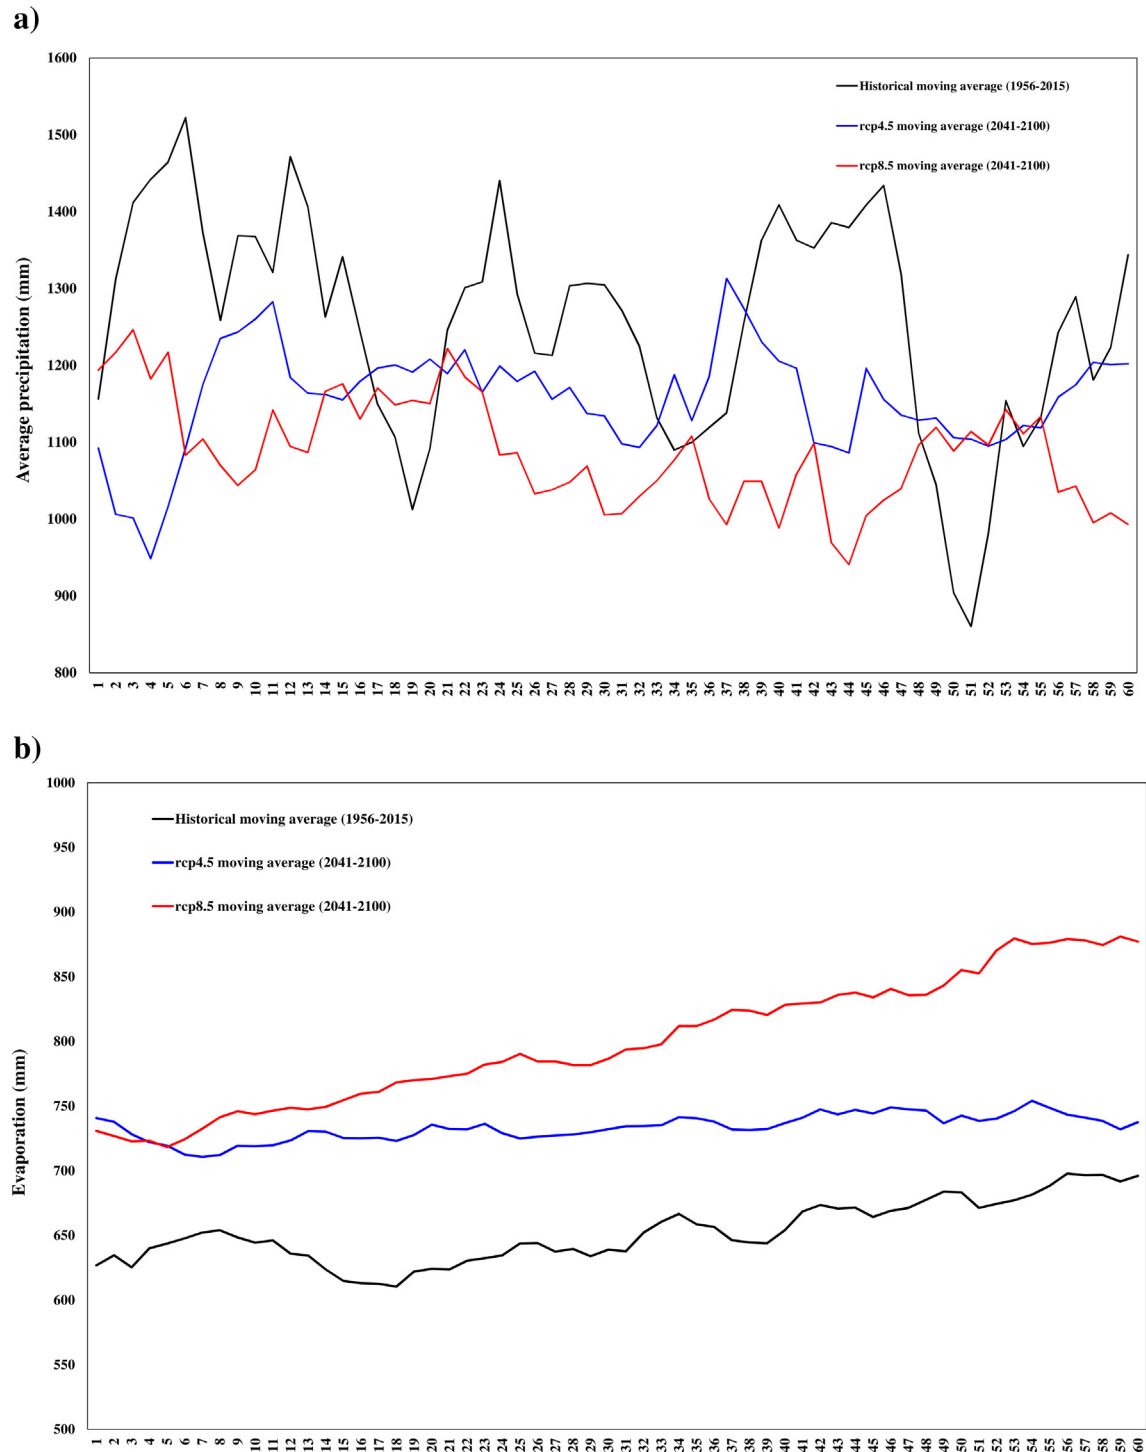 a)
1600
1500
1400
1300
1200
1100
1000
900
800
Average precipitation (mm)
Historical moving average (1956-2015)
rcp4.5 moving average (2041-2100)
rcp8.5 moving average (2041-2100)
1 2 3 4 5 6 7 8 9 10 11 12 13 14 15 16 17 18 19 20 21 22 23 24 25 26 27 28 29 30 31 32 33 34 35 36 37 38 39 40 41 42 43 44 45 46 47 48 49 50 51 52 53 54 55 56 57 58 59 60
b)
1000
950
900
850
800
750
700
650
600
550
500
Evaporation (mm)
Historical moving average (1956-2015)
rcp4.5 moving average (2041-2100)
rcp8.5 moving average (2041-2100)
1 2 3 4 5 6 7 8 9 10 11 12 13 14 15 16 17 18 19 20 21 22 23 24 25 26 27 28 29 30 31 32 33 34 35 36 37 38 39 40 41 42 43 44 45 46 47 48 49 50 51 52 53 54 55 56 57 58 59 60